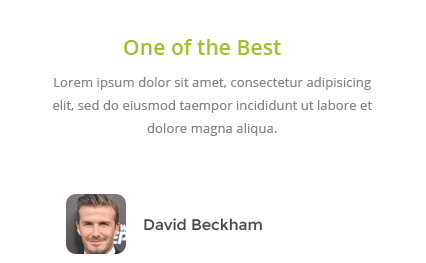 One of the Best
Lorem ipsum dolor sit amet, consectetur adipisicing
elit, sed do eiusmod taempor incididunt ut labore et
dolore magna aliqua.
David Beckham